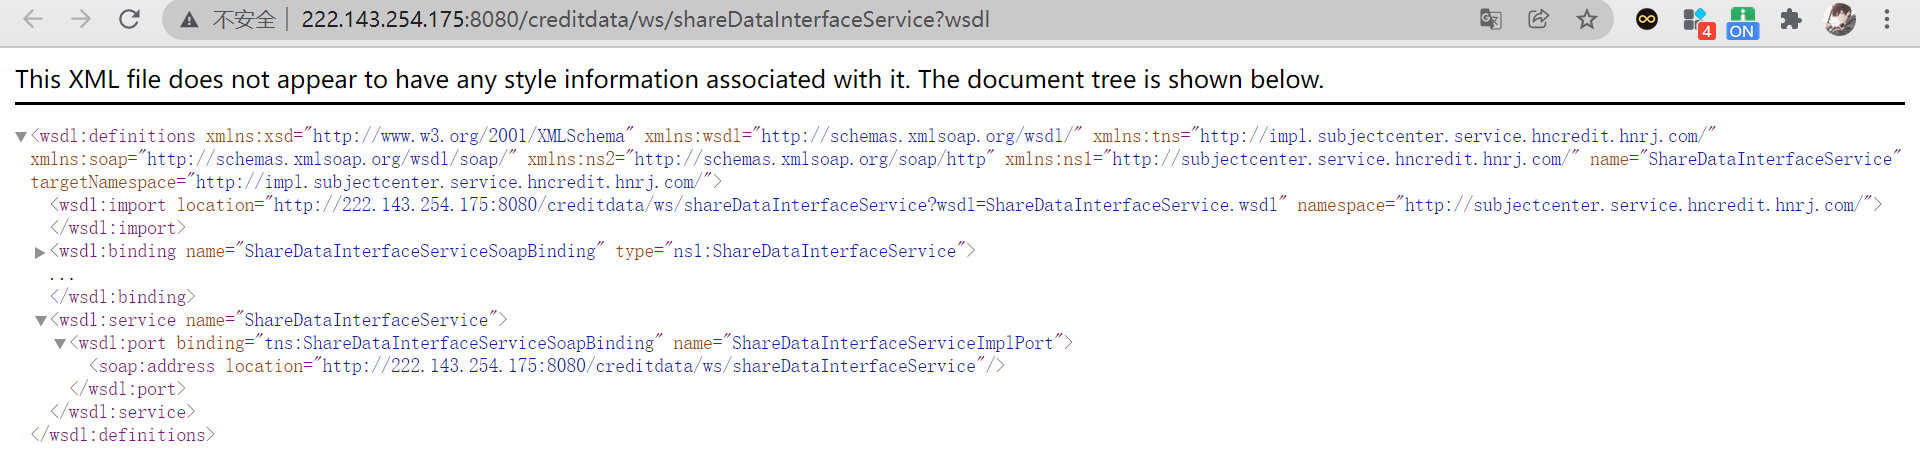 不安全 | 222.143.254.175:8080/creditdata/ws/shareDataInterfaceService?wsdl
4
ON
This XML file does not appear to have any style information associated with it. The document tree is shown below.
▼<wsdl:definitions xmlns:xsd="http://www.w3.org/2001/XMLSchema" xmlns:wsdl="http://schemas.xmlsoap.org/wsdl/" xmlns:tns="http://impl.subjectcenter.service.hncredit.hnrj.com/"
xmlns:soap="http://schemas.xmlsoap.org/wsdl/soap/" xmlns:ns2="http://schemas.xmlsoap.org/soap/http" xmlns:ns1="http://subjectcenter.service.hncredit.hnrj.com/" name="ShareDataInterfaceService"
targetNamespace="http://impl.subjectcenter.service.hncredit.hnrj.com/">
<wsdl:import location="http://222.143.254.175:8080/creditdata/ws/shareDataInterfaceService?wsdl=ShareDataInterfaceService.wsdl" namespace="http://subjectcenter.service.hncredit.hnrj.com/">
</wsdl:import>
▶<wsdl:binding name="ShareDataInterfaceServiceSoapBinding" type="ns1:ShareDataInterfaceService">
...
</wsdl:binding>
▼<wsdl:service name="ShareDataInterfaceService">
▼<wsdl:port binding="tns:ShareDataInterfaceServiceSoapBinding" name="ShareDataInterfaceServiceImplPort">
<soap:address location="http://222.143.254.175:8080/creditdata/ws/shareDataInterfaceService"/>
</wsdl:port>
</wsdl:service>
</wsdl:definitions>